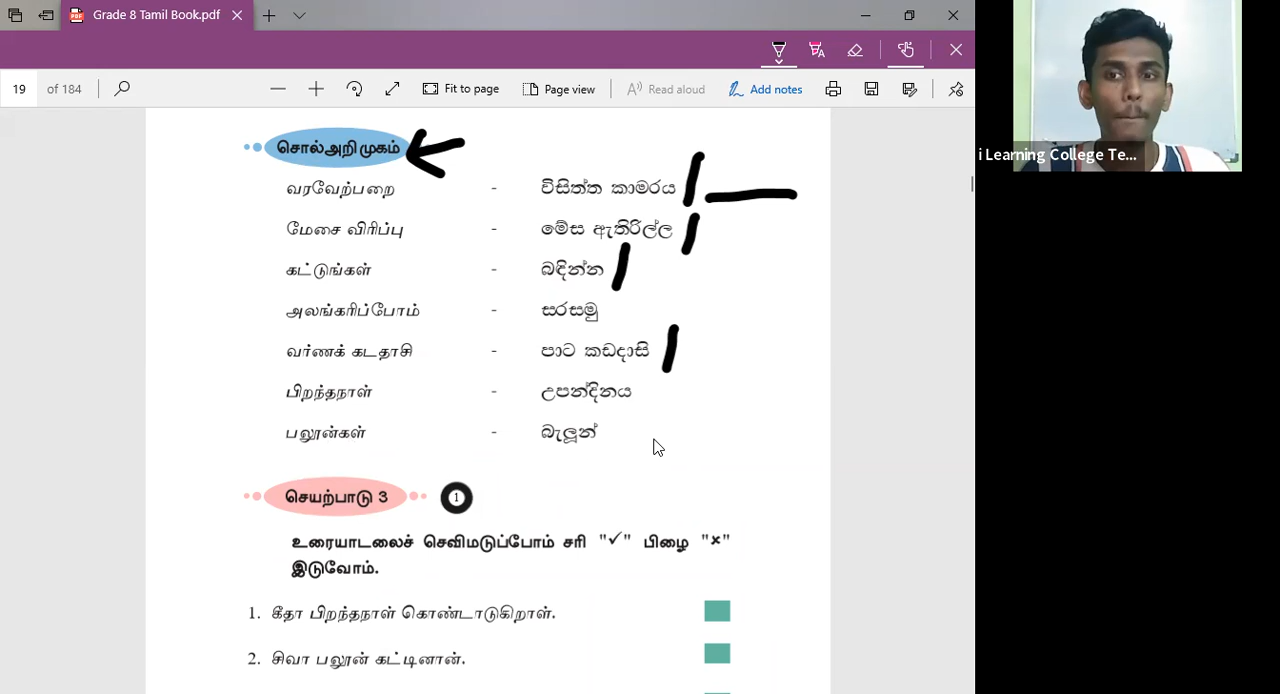 Grade 8 Tamil Book.pdf
19 of 184 Fit to page Page view Read aloud Add notes
i Learning College Te...
சொல்அறிமுகம்
வரவேற்பறை - විසිත්ත කාමරය
மேசை விரிப்பு - මේස ඇතිරිල්ල
கட்டுங்கள் - බඳින්න
அலங்கரிப்போம் - සරසමු
வர்ணக் கடதாசி - පාට කඩදාසි
பிறந்தநாள் - උපන්දිනය
பலூன்கள் - බැලූන්
செயற்பாடு 3 1
உரையாடலைச் செவிமடுப்போம் சரி "✓" பிழை "×"
இடுவோம்.
1. கீதா பிறந்தநாள் கொண்டாடுகிறாள்.
2. சிவா பலூன் கட்டினான்.